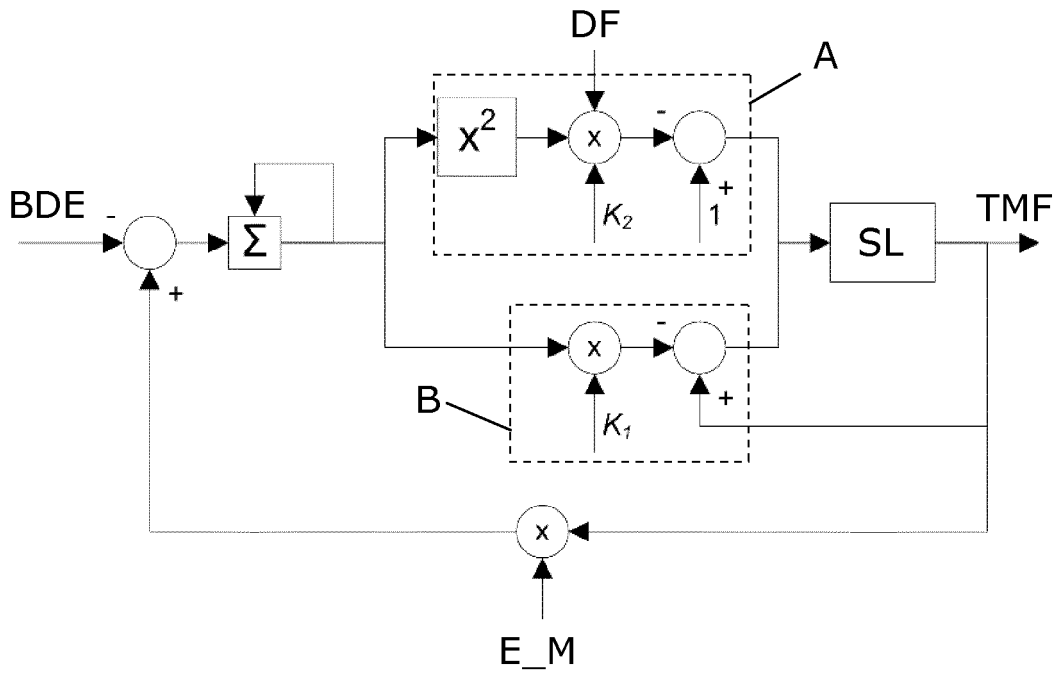 DF
A
X²
x
-
K₂
+
1
BDE
-
Σ
+
SL
TMF
x
-
B
K₁
+
x
E_M